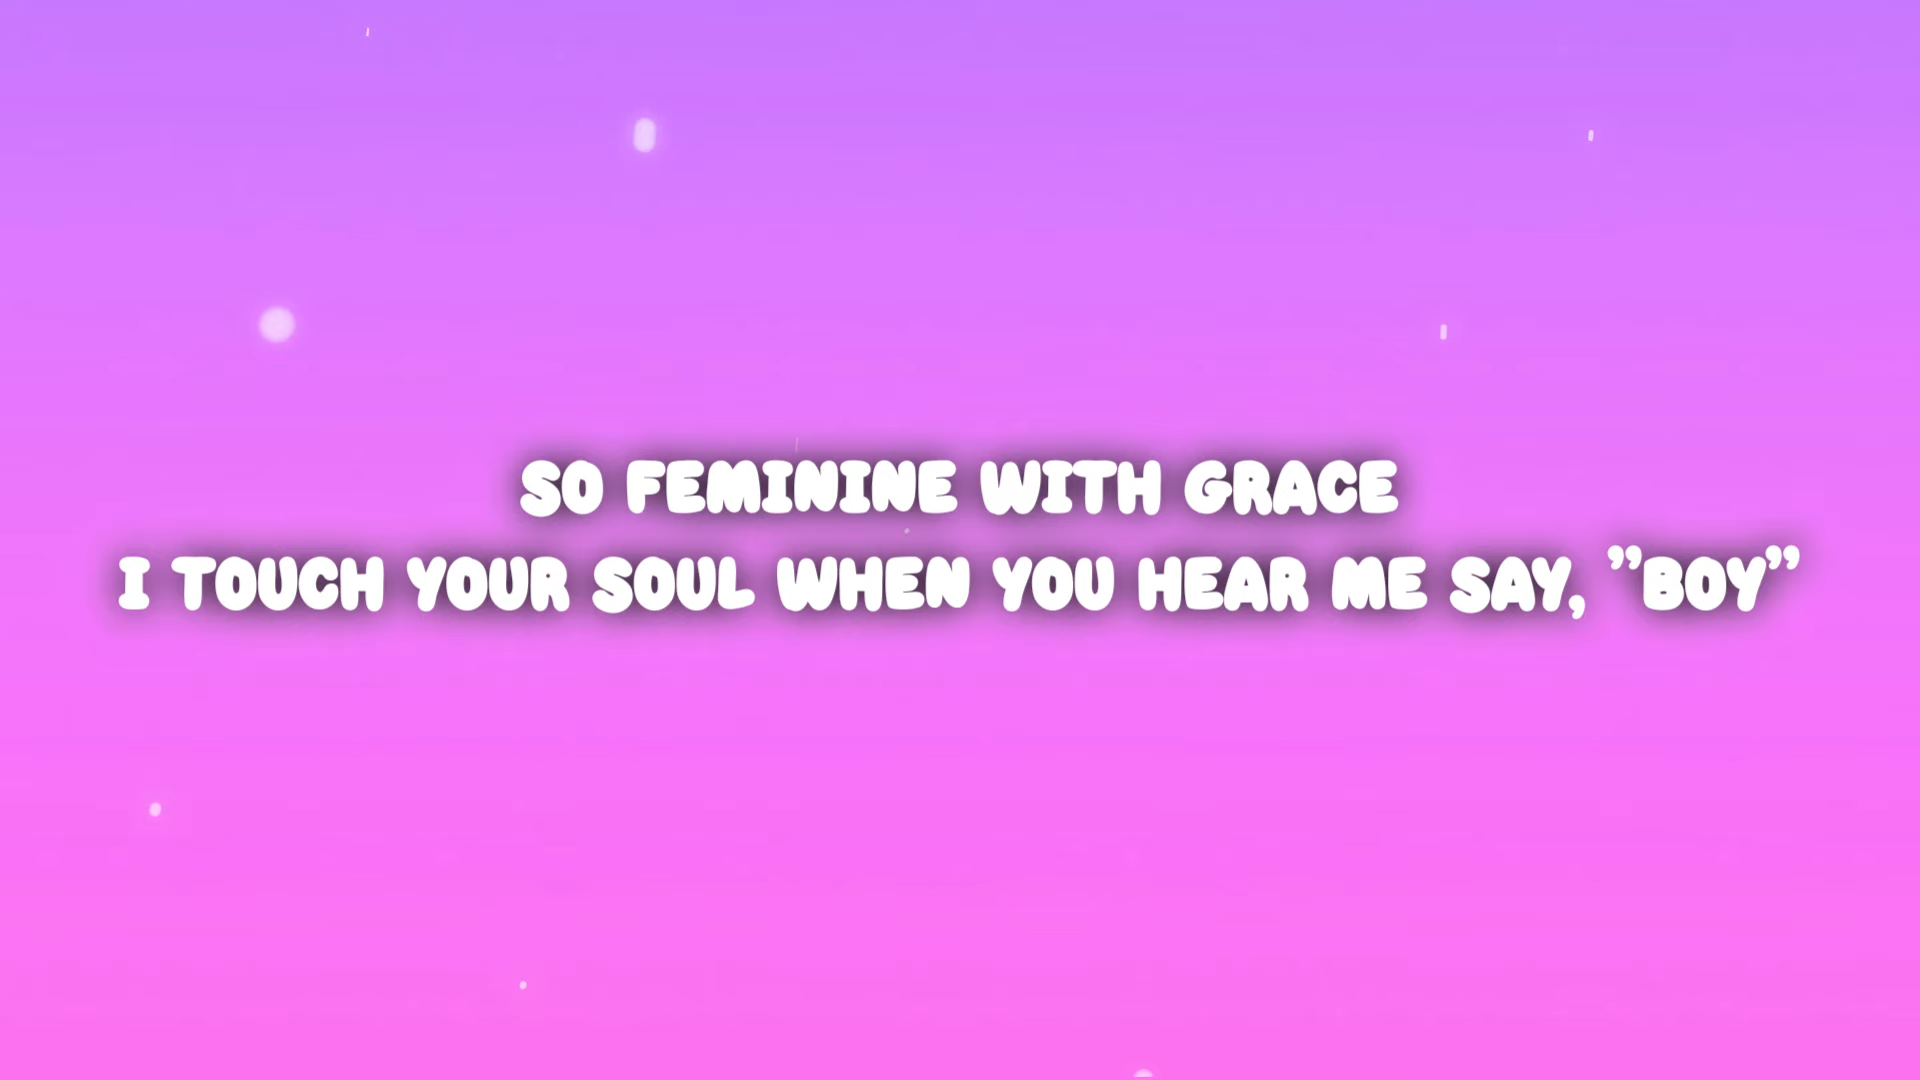 SO FEMININE WITH GRACE
I TOUCH YOUR SOUL WHEN YOU HEAR ME SAY, ”BOY”